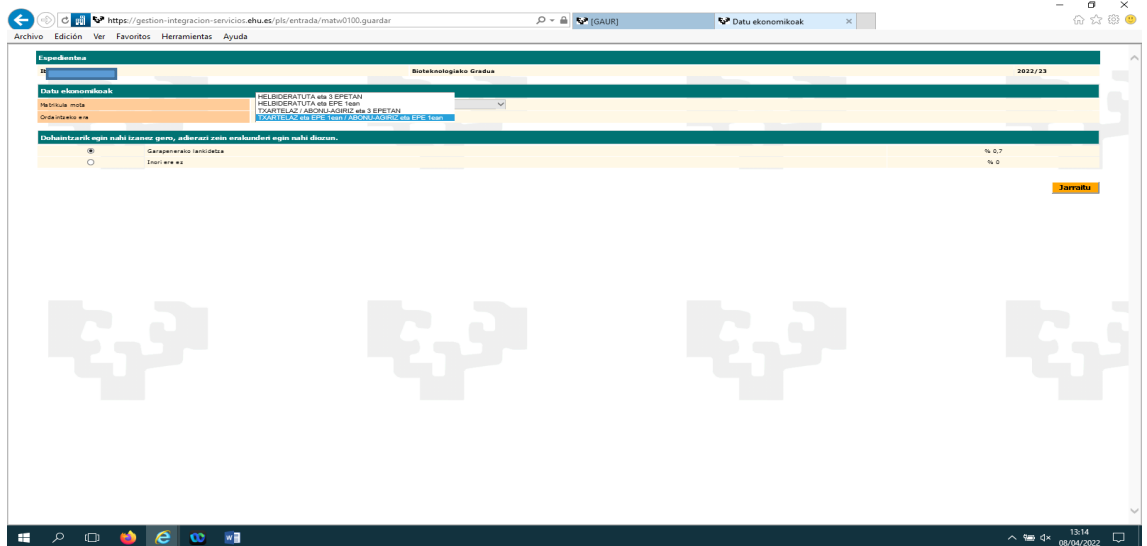 https://gestion-integracion-servicios.ehu.es/pls/entrada/matw0100.guardar
[GAUR]
Datu ekonomikoak
Archivo Edición Ver Favoritos Herramientas Ayuda
Espedientea
Bioteknologiako Gradua 2022/23
Datu ekonomikoak
Matrikula mota
Ordaintzeko era
HELBIDERATUTA eta 3 EPETAN
HELBIDERATUTA eta EPE 1ean
TXARTELAZ / ABONU-AGIRIZ eta 3 EPETAN
TXARTELAZ eta EPE 1ean / ABONU-AGIRIZ eta EPE 1ean
Dohaintzarik egin nahi izanez gero, adierazi zein erakunderi egin nahi diozun.
Garapenerako lankidetza % 0,7
Inori ere ez % 0
Jarraitu
13:14
08/04/2022